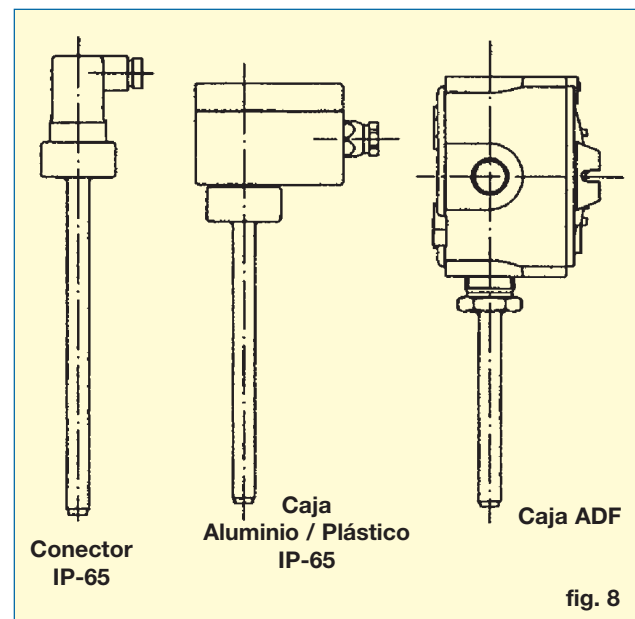 Conector
IP-65
Caja
Aluminio / Plástico
IP-65
Caja ADF
fig. 8